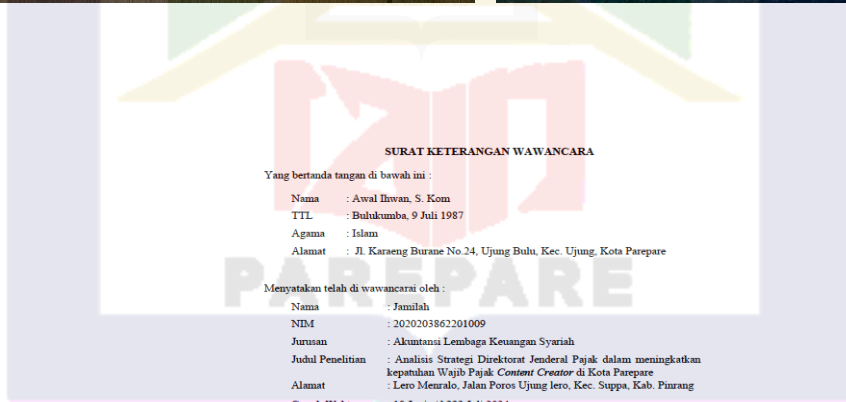 SURAT KETERANGAN WAWANCARA
Yang bertanda tangan di bawah ini :
Nama : Awal Ihwan, S. Kom
TTL : Bulukumba, 9 Juli 1987
Agama : Islam
Alamat : Jl. Karaeng Burane No.24, Ujung Bulu, Kec. Ujung, Kota Parepare
PAREPARE
Menyatakan telah di wawancarai oleh :
Nama : Jamilah
NIM : 2020203862201009
Jurusan : Akuntansi Lembaga Keuangan Syariah
Judul Penelitian : Analisis Strategi Direktorat Jenderal Pajak dalam meningkatkan
kepatuhan Wajib Pajak Content Creator di Kota Parepare
Alamat : Lero Menralo, Jalan Poros Ujung lero, Kec. Suppa, Kab. Pinrang